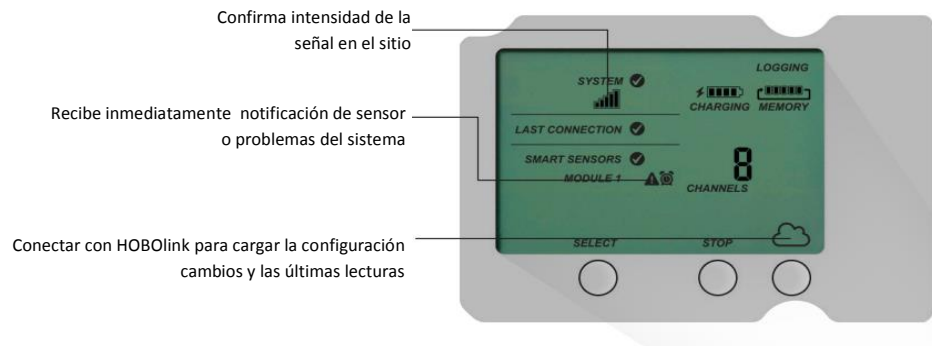 Confirma intensidad de la
señal en el sitio
Recibe inmediatamente notificación de sensor
o problemas del sistema
Conectar con HOBOlink para cargar la configuración
cambios y las últimas lecturas
LOGGING
SYSTEM
CHARGING MEMORY
LAST CONNECTION
SMART SENSORS
MODULE 1
8
CHANNELS
SELECT STOP